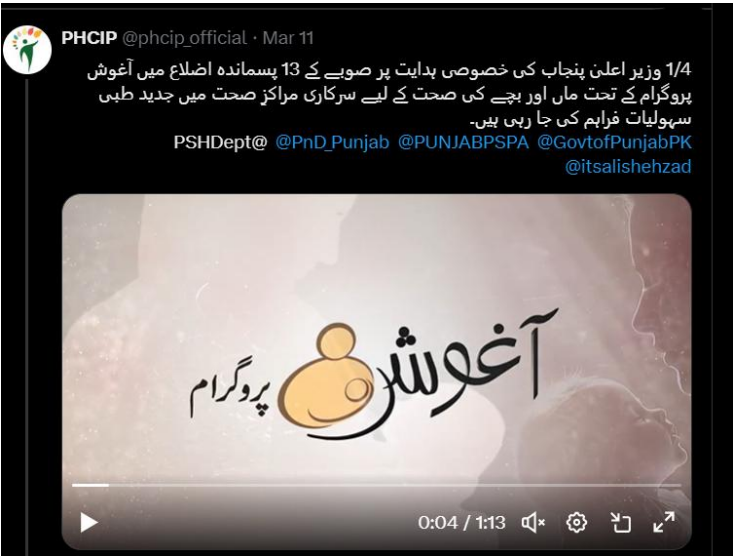 PHCIP @phcip_official · Mar 11
1/4 وزیر اعلیٰ پنجاب کی خصوصی ہدایت پر صوبے کے 13 پسماندہ اضلاع میں آغوش
پروگرام کے تحت ماں اور بچے کی صحت کے لیے سرکاری مراکزِ صحت میں جدید طبی
سہولیات فراہم کی جا رہی ہیں۔
@GovtofPunjabPK @PUNJABPSPA @PnD_Punjab @PSHDept
@itsalishehzad
آغوش پروگرام
0:04 / 1:13